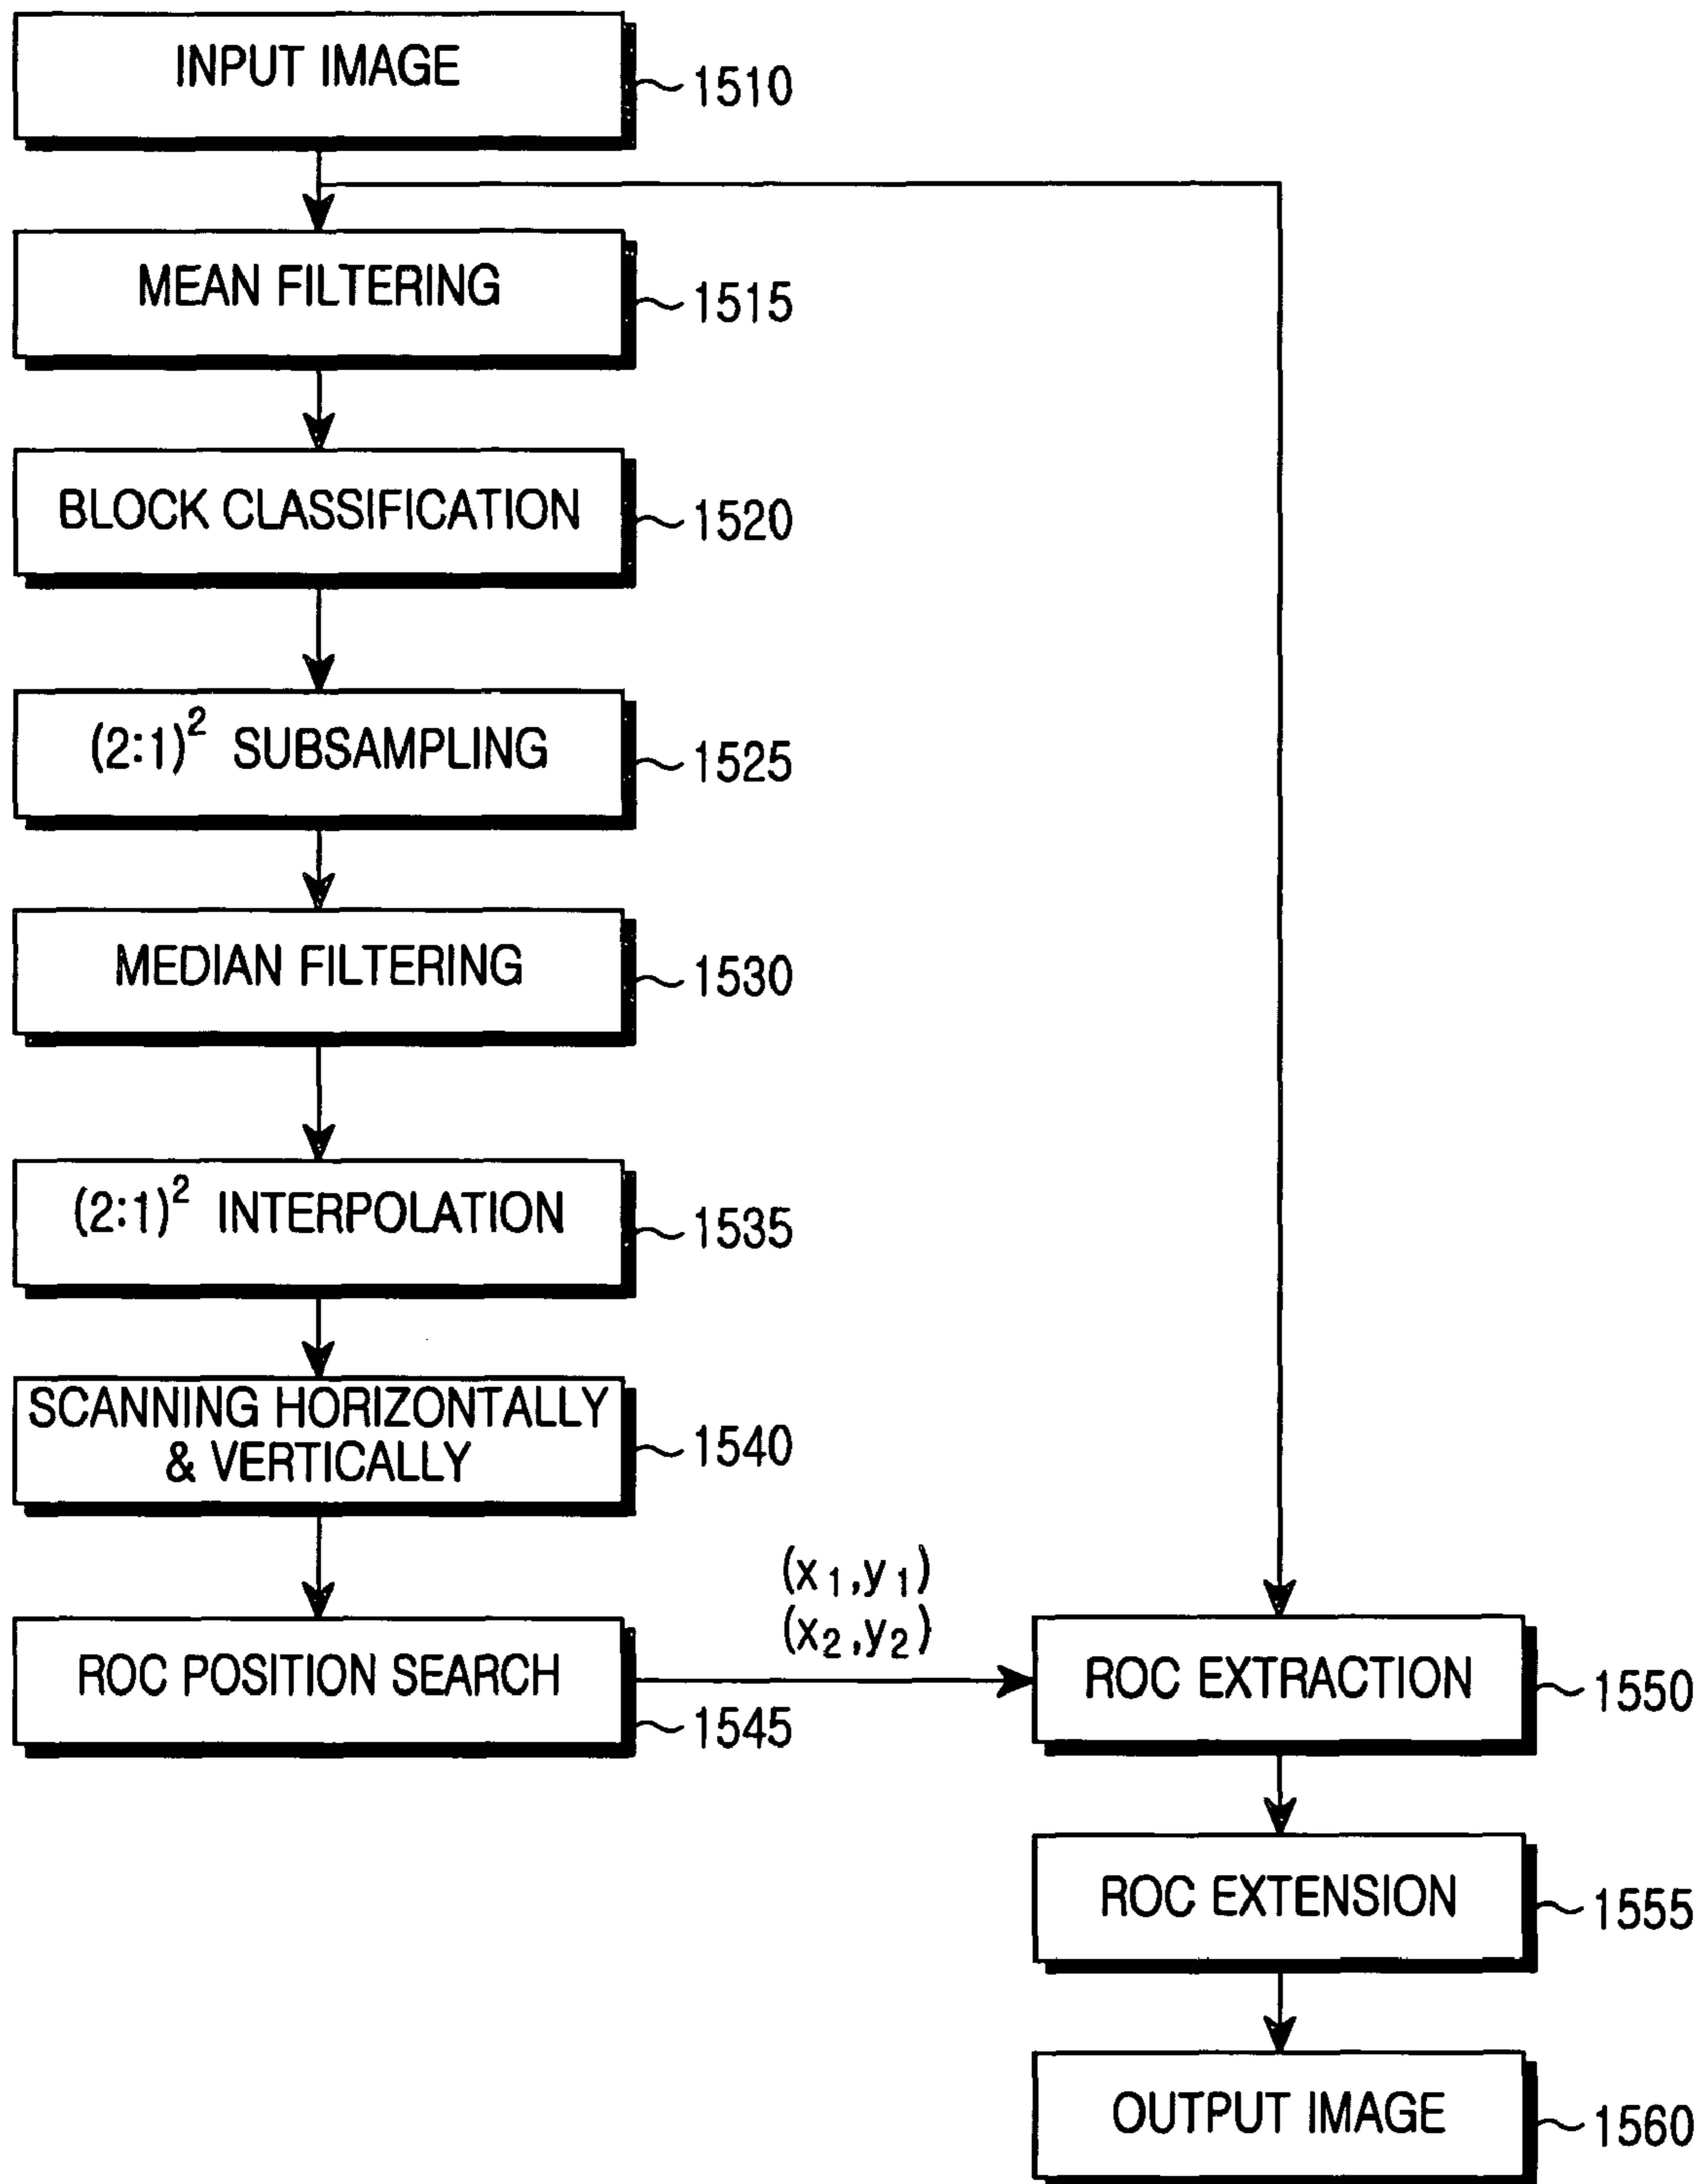 INPUT IMAGE
1510
MEAN FILTERING
1515
BLOCK CLASSIFICATION
1520
(2:1)² SUBSAMPLING
1525
MEDIAN FILTERING
1530
(2:1)² INTERPOLATION
1535
SCANNING HORIZONTALLY
& VERTICALLY
1540
ROC POSITION SEARCH
1545
(x₁,y₁)
(x₂,y₂)
ROC EXTRACTION
1550
ROC EXTENSION
1555
OUTPUT IMAGE
1560